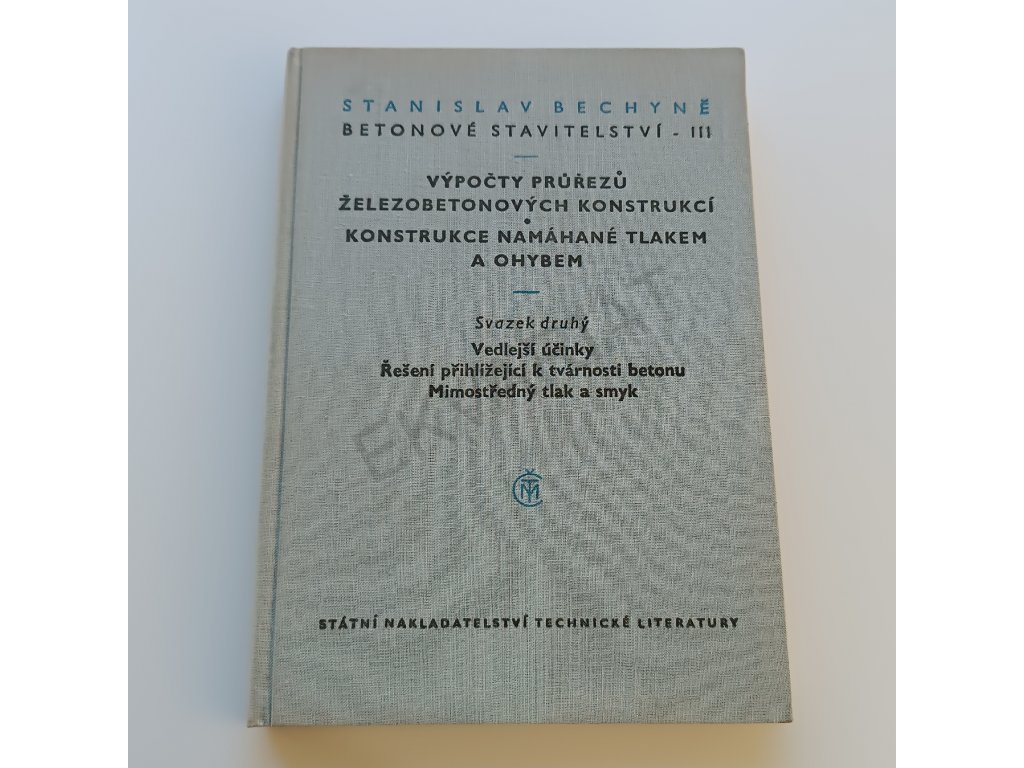 STANISLAV BECHYNĚ
BETONOVÉ STAVITELSTVÍ - III
VÝPOČTY PRŮŘEZŮ
ŽELEZOBETONOVÝCH KONSTRUKCÍ
•
KONSTRUKCE NAMÁHANÉ TLAKEM
A OHYBEM
Svazek druhý
Vedlejší účinky
Řešení přihlížející k tvárnosti betonu
Mimostředný tlak a smyk
STÁTNÍ NAKLADATELSTVÍ TECHNICKÉ LITERATURY